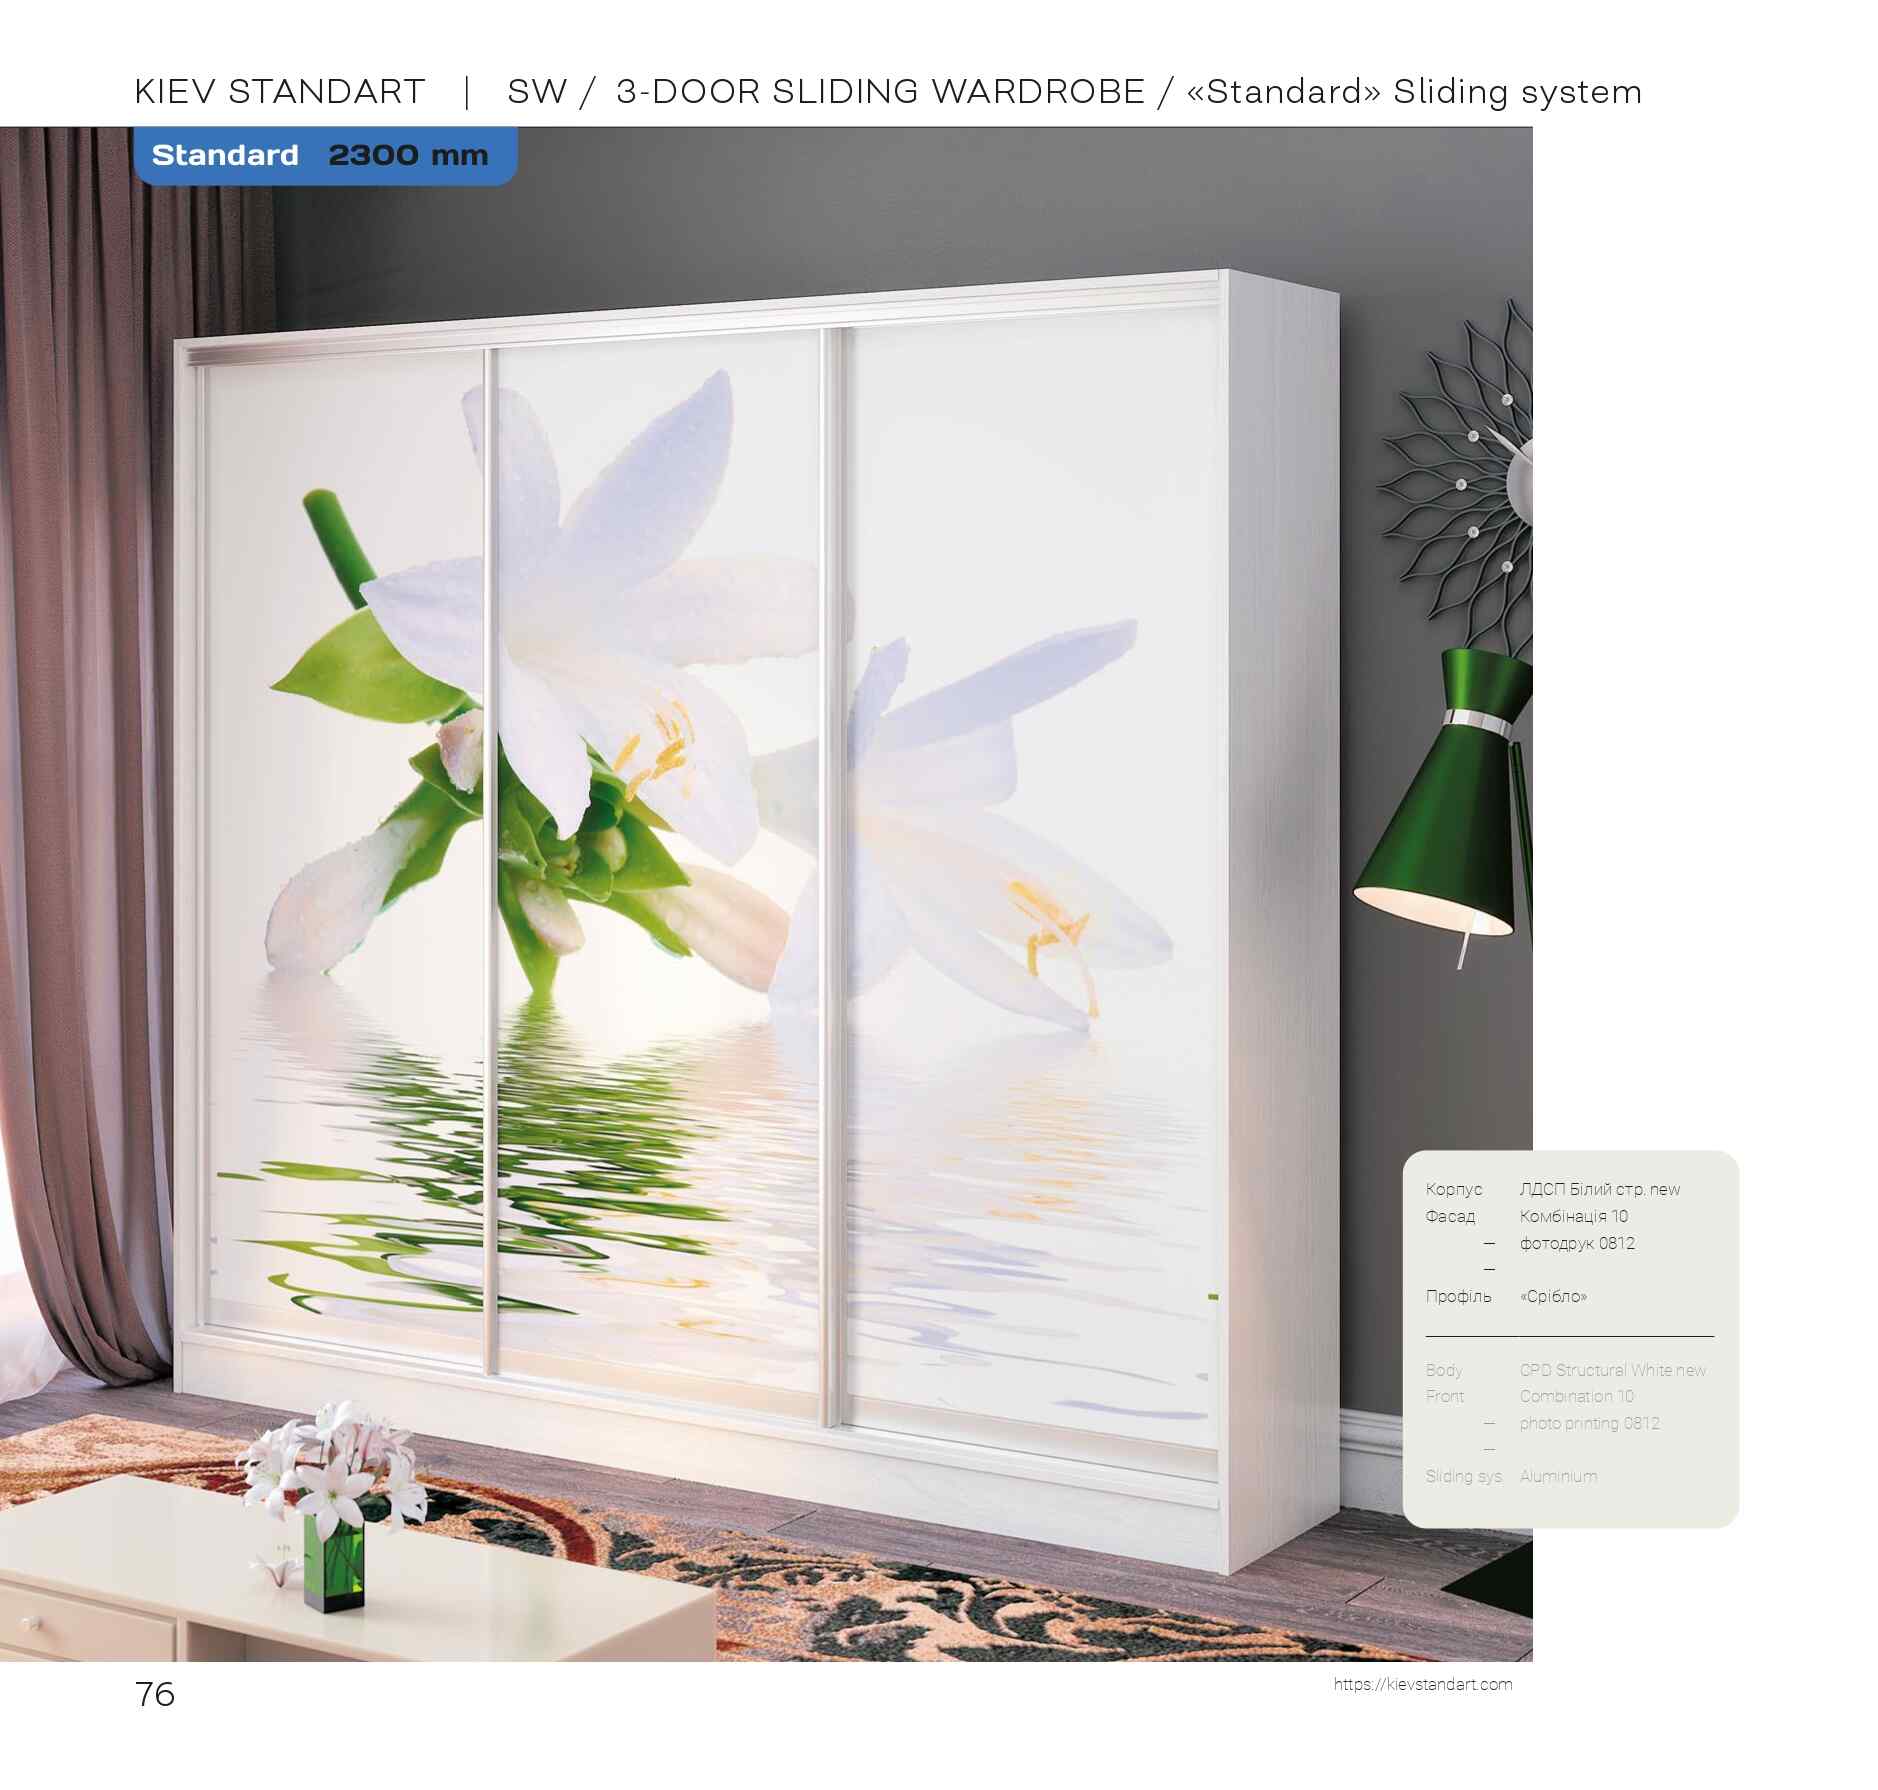 KIEV STANDART | SW / 3-DOOR SLIDING WARDROBE / «Standard» Sliding system
Standard 2300 mm
Корпус ЛДСП Білий стр. new
Фасад Комбінація 10
— фотодрук 0812
—
Профіль «Срібло»
Body CPD Structural White new
Front Combination 10
— photo printing 0812
—
Sliding sys. Aluminium
76
https://kievstandart.com